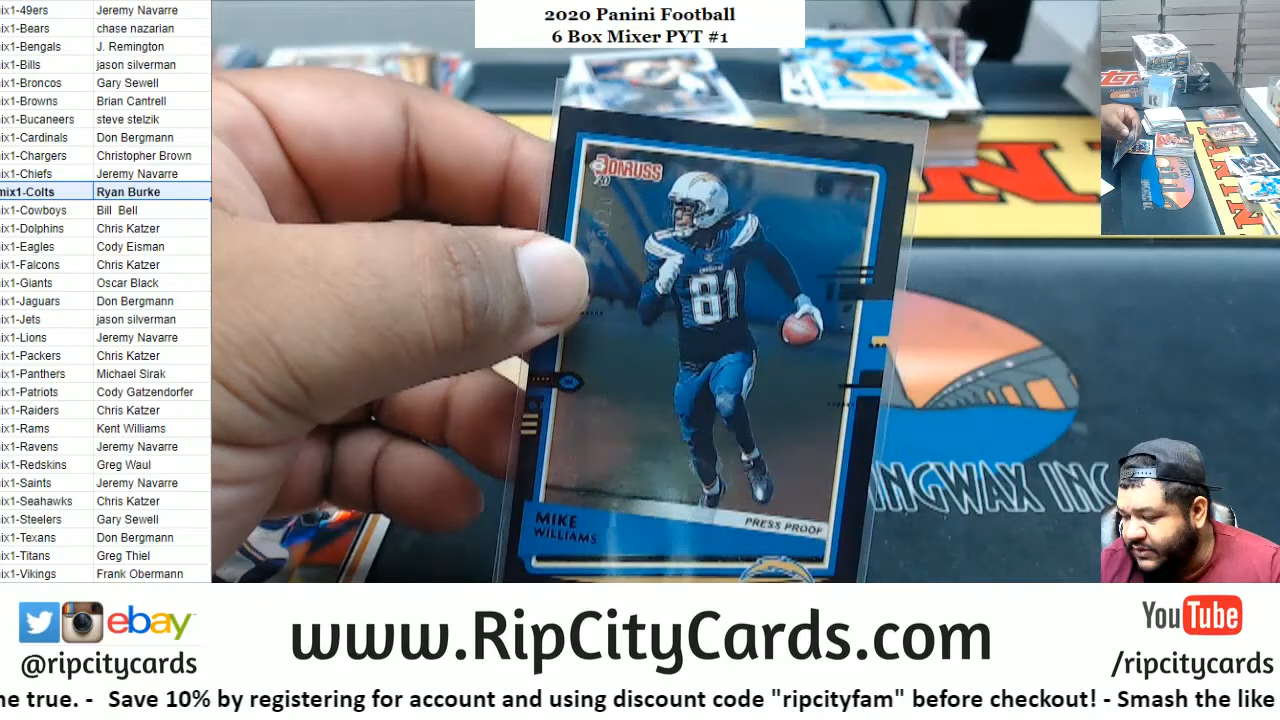 2020 Panini Football
6 Box Mixer PYT #1
ix1-49ers Jeremy Navarre
ix1-Bears chase nazarian
ix1-Bengals J. Remington
ix1-Bills jason silverman
ix1-Broncos Gary Sewell
ix1-Browns Brian Cantrell
ix1-Bucaneers steve stelzik
ix1-Cardinals Don Bergmann
ix1-Chargers Christopher Brown
ix1-Chiefs Jeremy Navarre
mix1-Colts Ryan Burke
ix1-Cowboys Bill Bell
ix1-Dolphins Chris Katzer
ix1-Eagles Cody Eisman
ix1-Falcons Chris Katzer
ix1-Giants Oscar Black
ix1-Jaguars Don Bergmann
ix1-Jets jason silverman
ix1-Lions Jeremy Navarre
ix1-Packers Chris Katzer
ix1-Panthers Michael Sirak
ix1-Patriots Cody Gatzendorfer
ix1-Raiders Chris Katzer
ix1-Rams Kent Williams
ix1-Ravens Jeremy Navarre
ix1-Redskins Greg Waul
ix1-Saints Jeremy Navarre
ix1-Seahawks Chris Katzer
ix1-Steelers Gary Sewell
ix1-Texans Don Bergmann
ix1-Titans Greg Thiel
ix1-Vikings Frank Obermann
DONRUSS
20
81
MIKE
WILLIAMS
PRESS PROOF
NGWAX INC
ebay
@ripcitycards
www.RipCityCards.com
YouTube
/ripcitycards
ne true. - Save 10% by registering for account and using discount code "ripcityfam" before checkout! - Smash the like